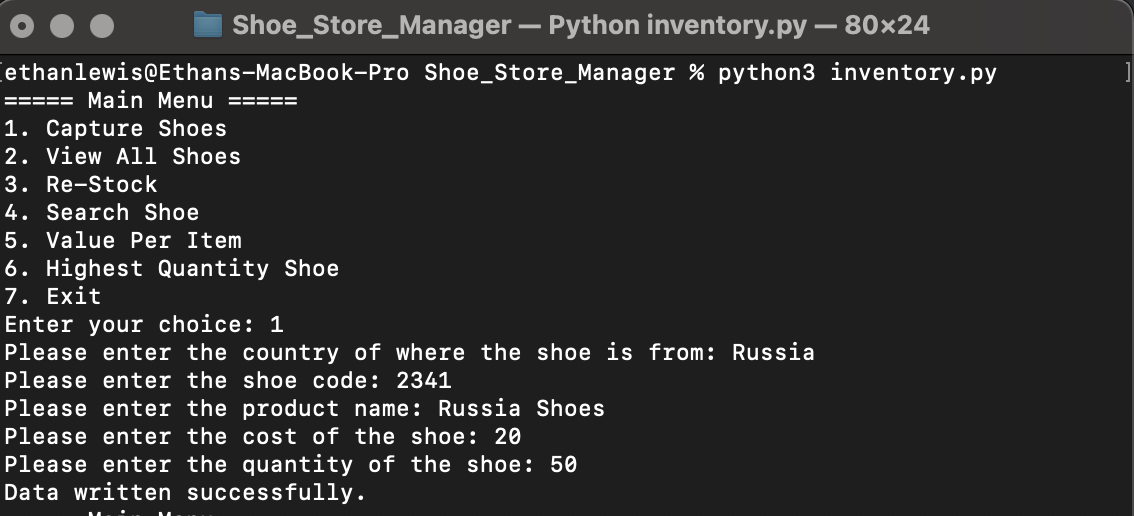 Shoe_Store_Manager — Python inventory.py — 80×24
[ethanlewis@Ethans-MacBook-Pro Shoe_Store_Manager % python3 inventory.py ]
===== Main Menu =====
1. Capture Shoes
2. View All Shoes
3. Re-Stock
4. Search Shoe
5. Value Per Item
6. Highest Quantity Shoe
7. Exit
Enter your choice: 1
Please enter the country of where the shoe is from: Russia
Please enter the shoe code: 2341
Please enter the product name: Russia Shoes
Please enter the cost of the shoe: 20
Please enter the quantity of the shoe: 50
Data written successfully.